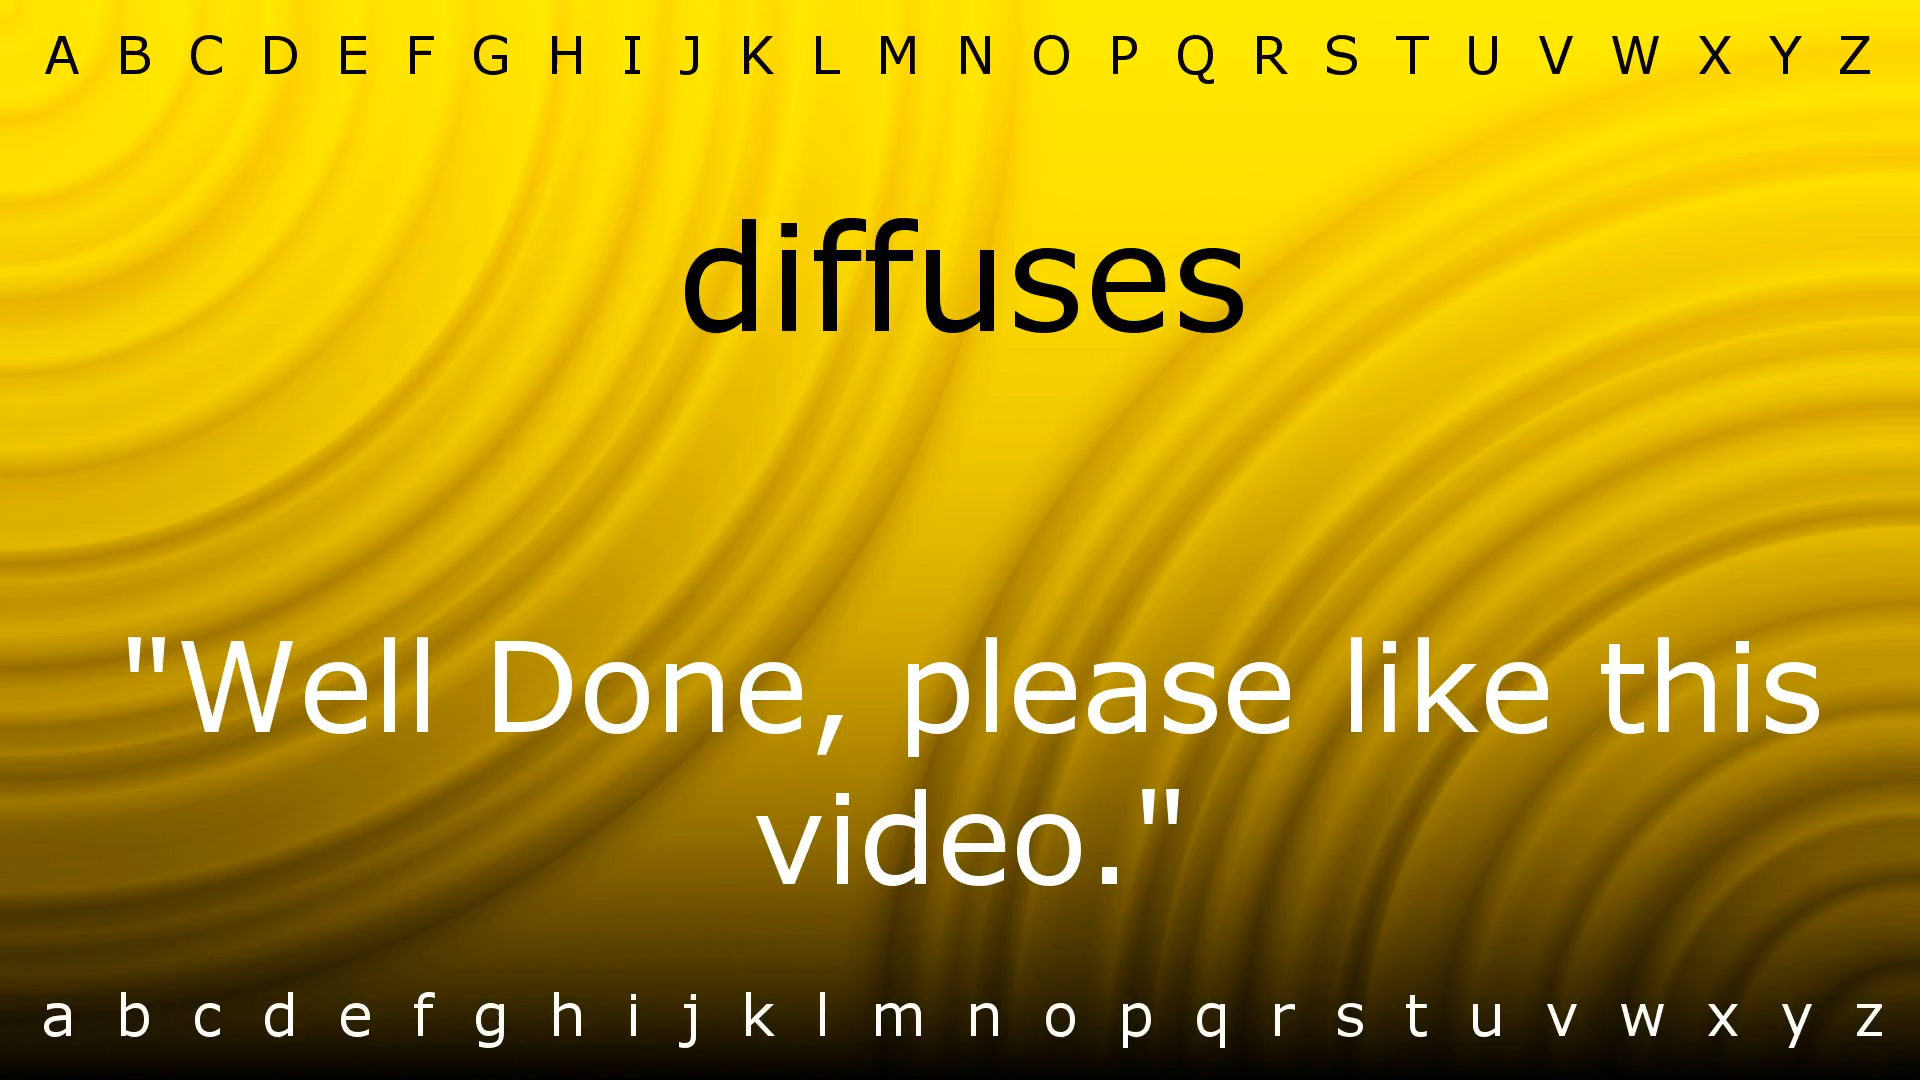 A B C D E F G H I J K L M N O P Q R S T U V W X Y Z
diffuses
"Well Done, please like this
video."
a b c d e f g h i j k l m n o p q r s t u v w x y z